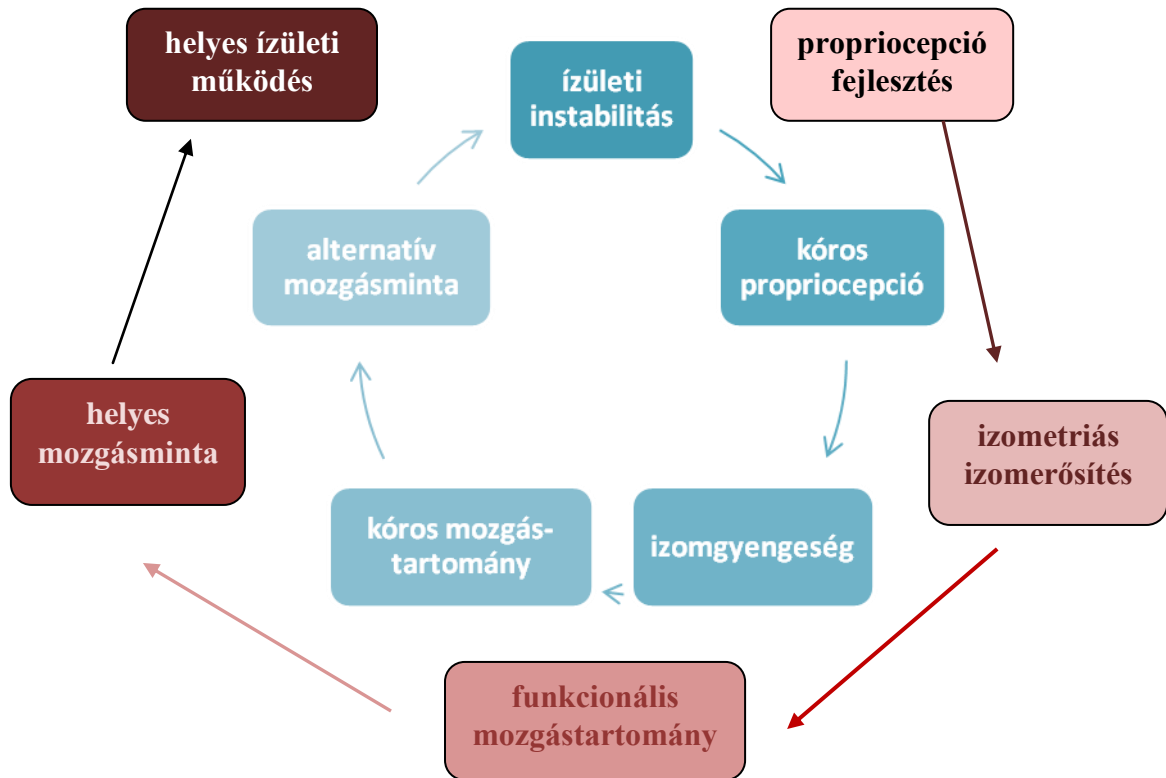 helyes ízületi
működés
ízületi
instabilitás
propriocepció
fejlesztés
alternatív
mozgásminta
kóros
propriocepció
helyes
mozgásminta
izometriás
izomerősítés
kóros mozgás-
tartomány
izomgyengeség
funkcionális
mozgástartomány